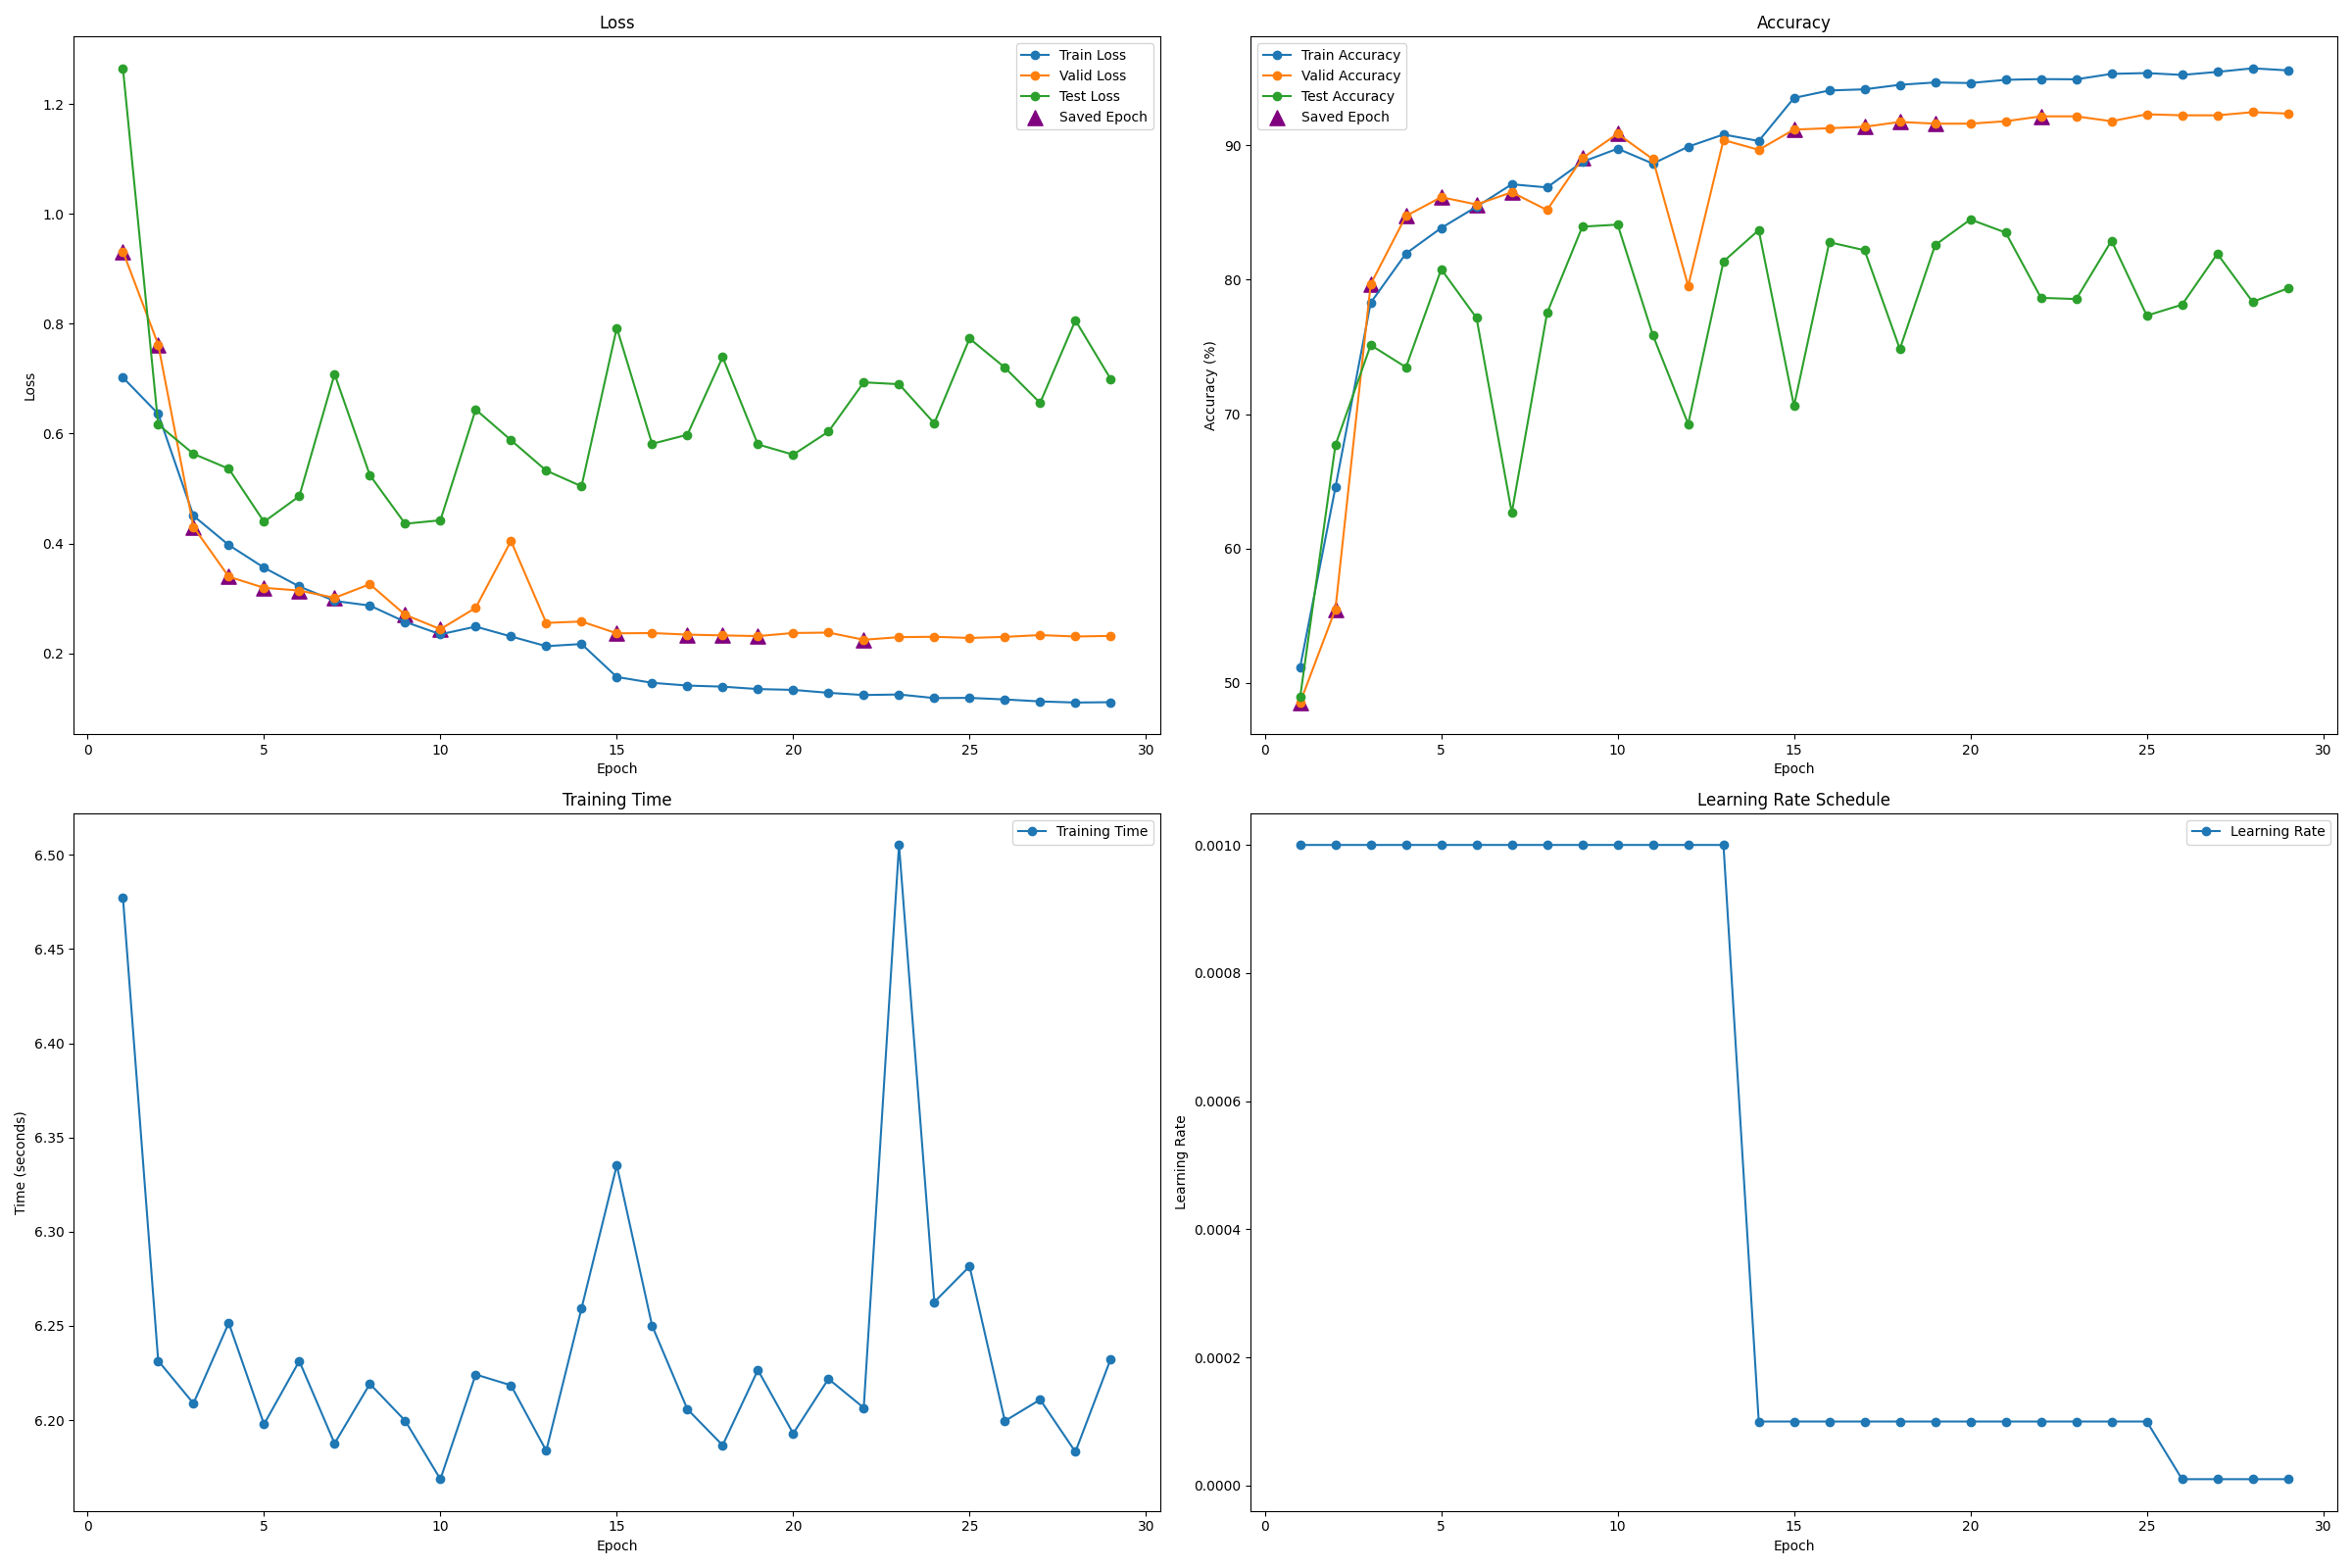 Loss
Train Loss
Valid Loss
Test Loss
Saved Epoch
1.2
1.0
0.8
0.6
0.4
0.2
Loss
0 5 10 15 20 25 30
Epoch
Accuracy
Train Accuracy
Valid Accuracy
Test Accuracy
Saved Epoch
90
80
70
60
50
Accuracy (%)
0 5 10 15 20 25 30
Epoch
Training Time
Training Time
6.50
6.45
6.40
6.35
6.30
6.25
6.20
Time (seconds)
0 5 10 15 20 25 30
Epoch
Learning Rate Schedule
Learning Rate
0.0010
0.0008
0.0006
0.0004
0.0002
0.0000
Learning Rate
0 5 10 15 20 25 30
Epoch